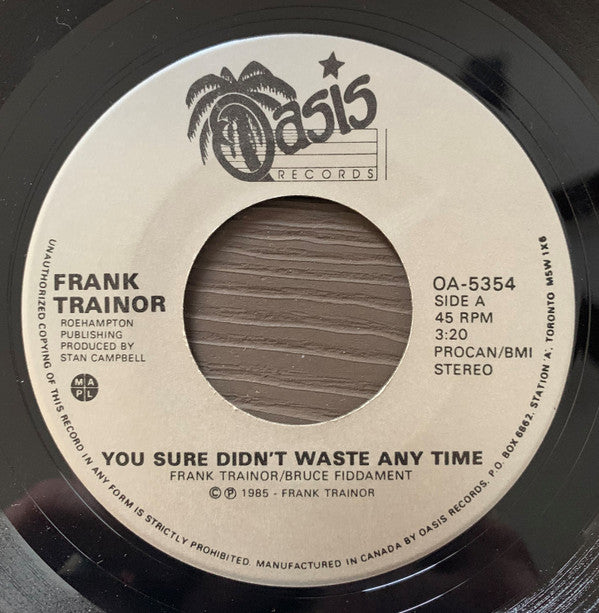 Oasis
RECORDS
FRANK
TRAINOR
ROEHAMPTON
PUBLISHING
PRODUCED BY
STAN CAMPBELL
M A
P L
OA-5354
SIDE A
45 RPM
3:20
PROCAN/BMI
STEREO
YOU SURE DIDN'T WASTE ANY TIME
FRANK TRAINOR/BRUCE FIDDAMENT
© ℗ 1985 - FRANK TRAINOR
UNAUTHORIZED COPYING OF THIS RECORD IN ANY FORM IS STRICTLY PROHIBITED. MANUFACTURED IN CANADA BY OASIS RECORDS, P.O. BOX 6862, STATION 'A', TORONTO M5W 1X6